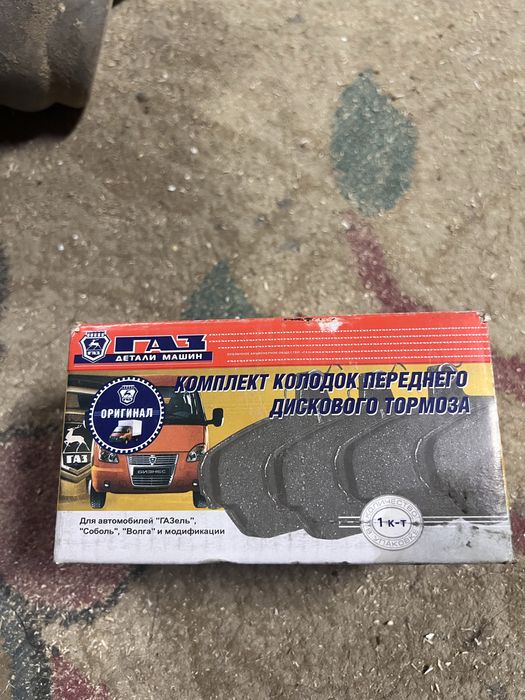 ГАЗ
ГАЗ
ДЕТАЛИ МАШИН
КОМПЛЕКТ КОЛОДОК ПЕРЕДНЕГО
ДИСКОВОГО ТОРМОЗА
ОРИГИНАЛ
ГАЗ
БИЗНЕС
Для автомобилей "ГАЗель",
"Соболь", "Волга" и модификации
КОЛИЧЕСТВО
1 К-Т
В УПАКОВКЕ